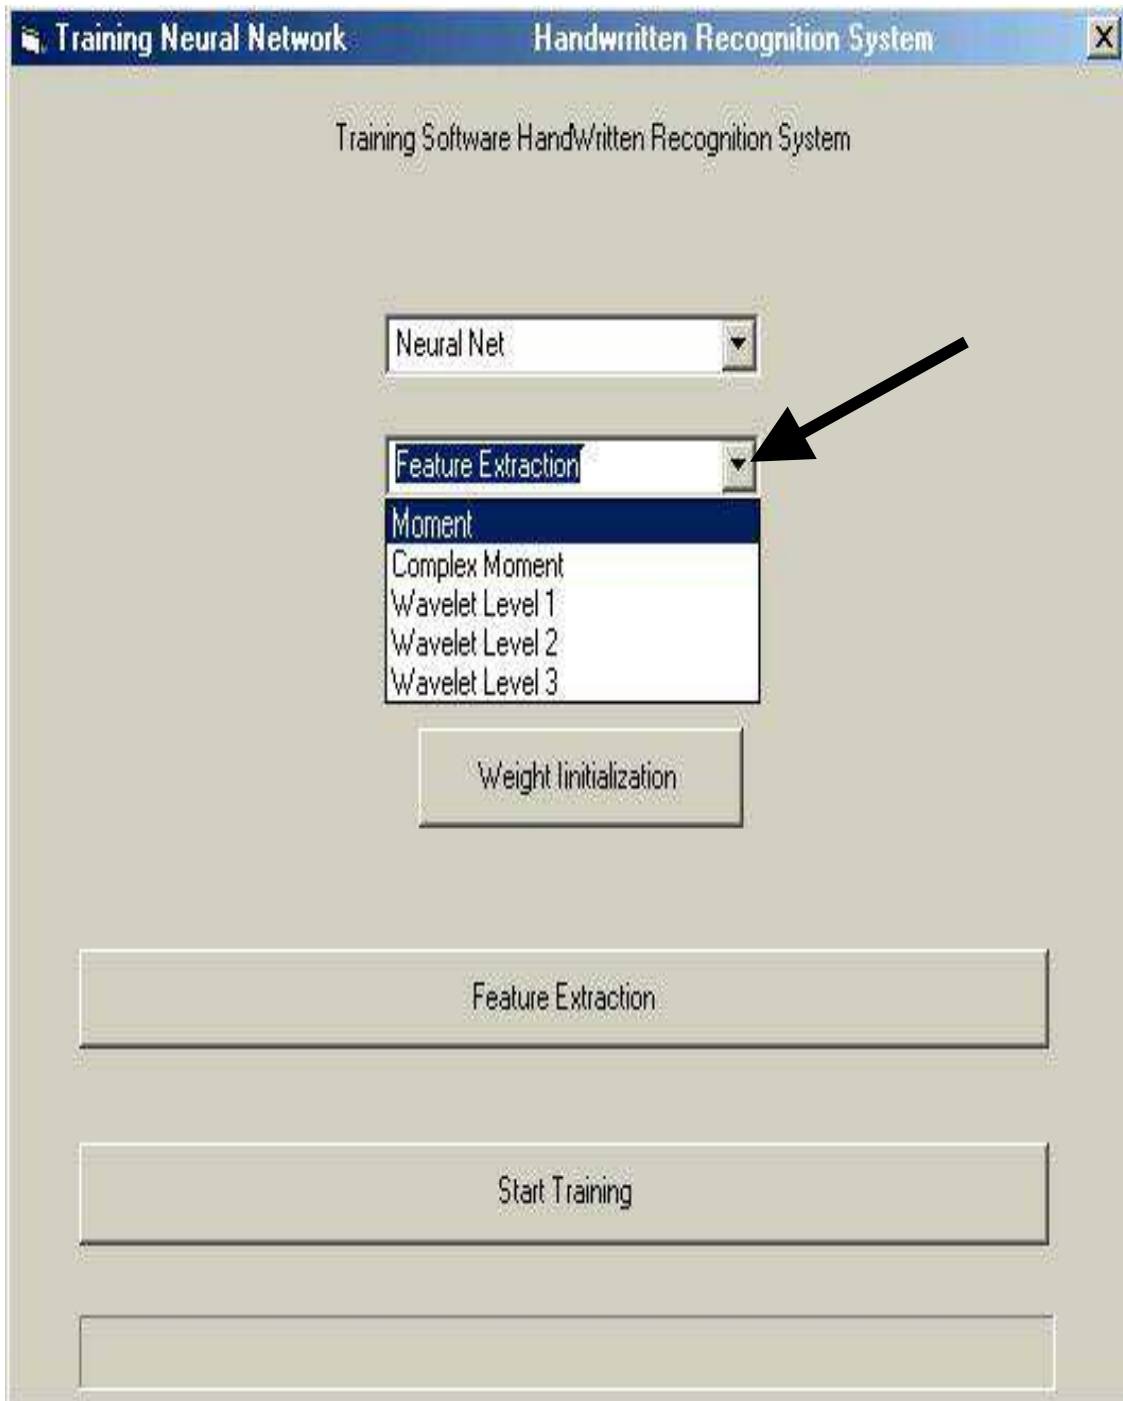 Training Neural Network Handwrritten Recognition System X
Training Software HandWritten Recognition System
Neural Net
Feature Extraction
Moment
Complex Moment
Wavelet Level 1
Wavelet Level 2
Wavelet Level 3
Weight Iinitialization
Feature Extraction
Start Training